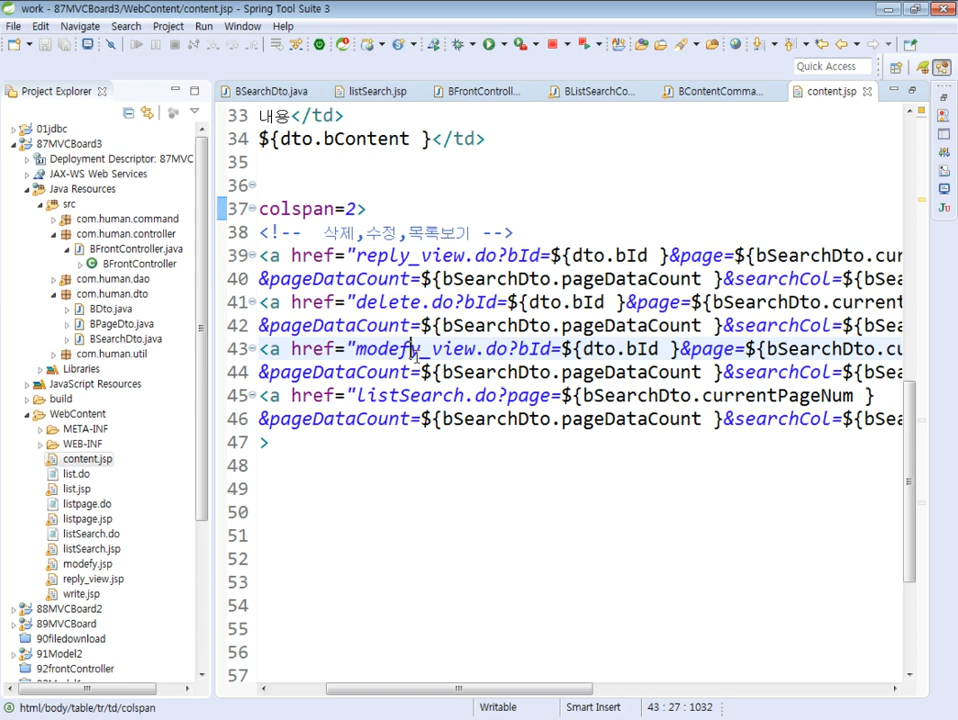 work - 87MVCBoard3/WebContent/content.jsp - Spring Tool Suite 3
File Edit Navigate Search Project Run Window Help
Quick Access
Project Explorer
BSearchDto.java listSearch.jsp BFrontControll... BListSearchCo... BContentComma... content.jsp
01jdbc
87MVCBoard3
Deployment Descriptor: 87MVC
JAX-WS Web Services
Java Resources
src
com.human.command
com.human.controller
BFrontController.java
BFrontController
com.human.dao
com.human.dto
BDto.java
BPageDto.java
BSearchDto.java
com.human.util
Libraries
JavaScript Resources
build
WebContent
META-INF
WEB-INF
content.jsp
list.do
list.jsp
listpage.do
listpage.jsp
listSearch.do
listSearch.jsp
modefy.jsp
reply_view.jsp
write.jsp
88MVCBoard2
89MVCBoard
90filedownload
91Model2
92frontController
33 내용</td>
34 ${dto.bContent }</td>
35
36
37 colspan=2>
38 <!-- 삭제,수정,목록보기 -->
39 <a href="reply_view.do?bId=${dto.bId }&page=${bSearchDto.cur
40 &pageDataCount=${bSearchDto.pageDataCount }&searchCol=${bSea
41 <a href="delete.do?bId=${dto.bId }&page=${bSearchDto.current
42 &pageDataCount=${bSearchDto.pageDataCount }&searchCol=${bSea
43 <a href="modefy_view.do?bId=${dto.bId }&page=${bSearchDto.cu
44 &pageDataCount=${bSearchDto.pageDataCount }&searchCol=${bSea
45 <a href="listSearch.do?page=${bSearchDto.currentPageNum }
46 &pageDataCount=${bSearchDto.pageDataCount }&searchCol=${bSea
47 >
48
49
50
51
52
53
54
55
56
57
html/body/table/tr/td/colspan Writable Smart Insert 43 : 27 : 1032